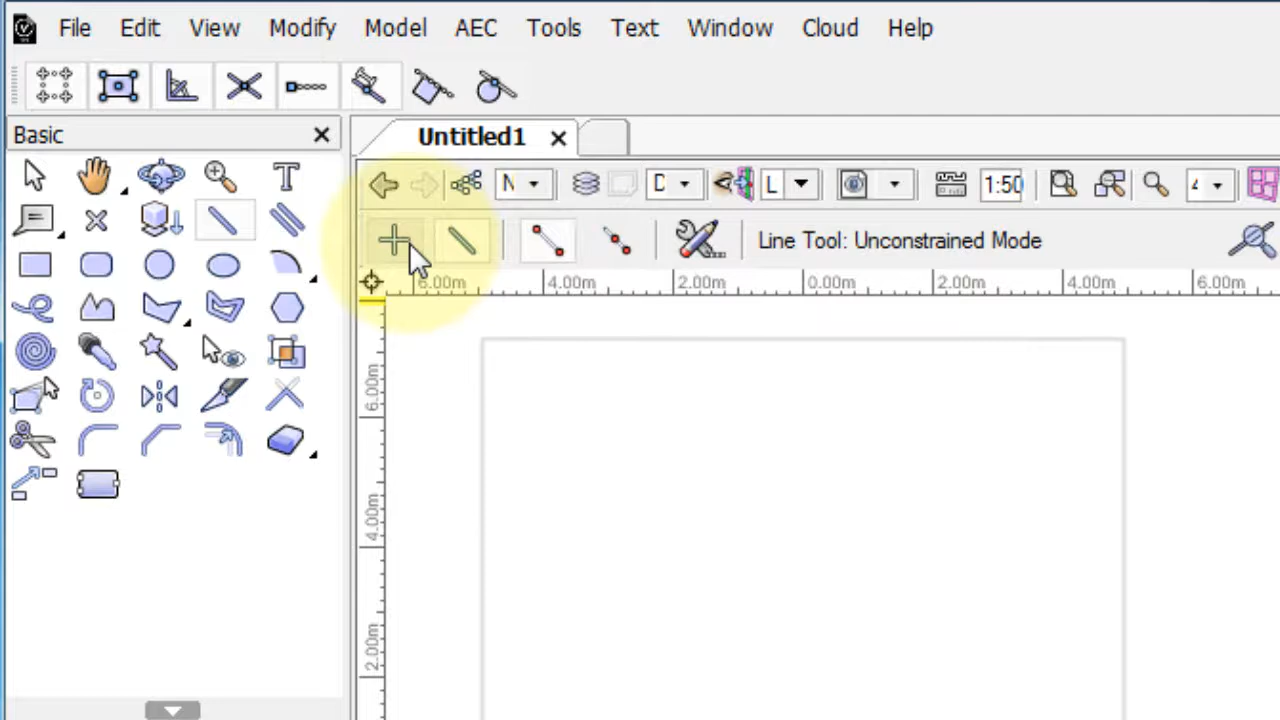 File Edit View Modify Model AEC Tools Text Window Cloud Help
Basic
Untitled1
N D L 1:50 4
Line Tool: Unconstrained Mode
6.00m 4.00m 2.00m 0.00m 2.00m 4.00m 6.00m
6.00m
4.00m
2.00m